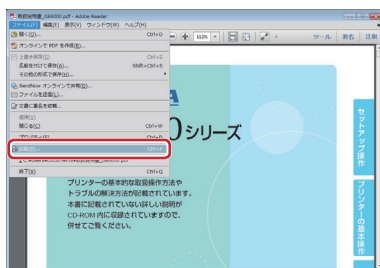 取扱説明書_GE6000.pdf - Adobe Reader
ファイル(F) 編集(E) 表示(V) ウィンドウ(W) ヘルプ(H)
開く(O)... Ctrl+O
112% ツール 署名 注釈
オンラインで PDF を作成(R)...
上書き保存(S) Ctrl+S
名前を付けて保存(A)... Shift+Ctrl+S
その他の形式で保存(H)...
SendNow オンラインで共有(D)...
ファイルを送信(L)...
文書に署名を依頼...
復帰(V)
閉じる(C) Ctrl+W
プロパティ(E)... Ctrl+D
印刷(P)... Ctrl+P
終了(X) Ctrl+Q
A
0シリーズ
プリンターの基本的な取扱操作方法や
トラブルの解決方法が記載されています。
本書に記載されていない詳しい説明が
CD-ROM 内に収録されていますので、
併せてご覧ください。
セットアップ操作
プリンターの基本操作